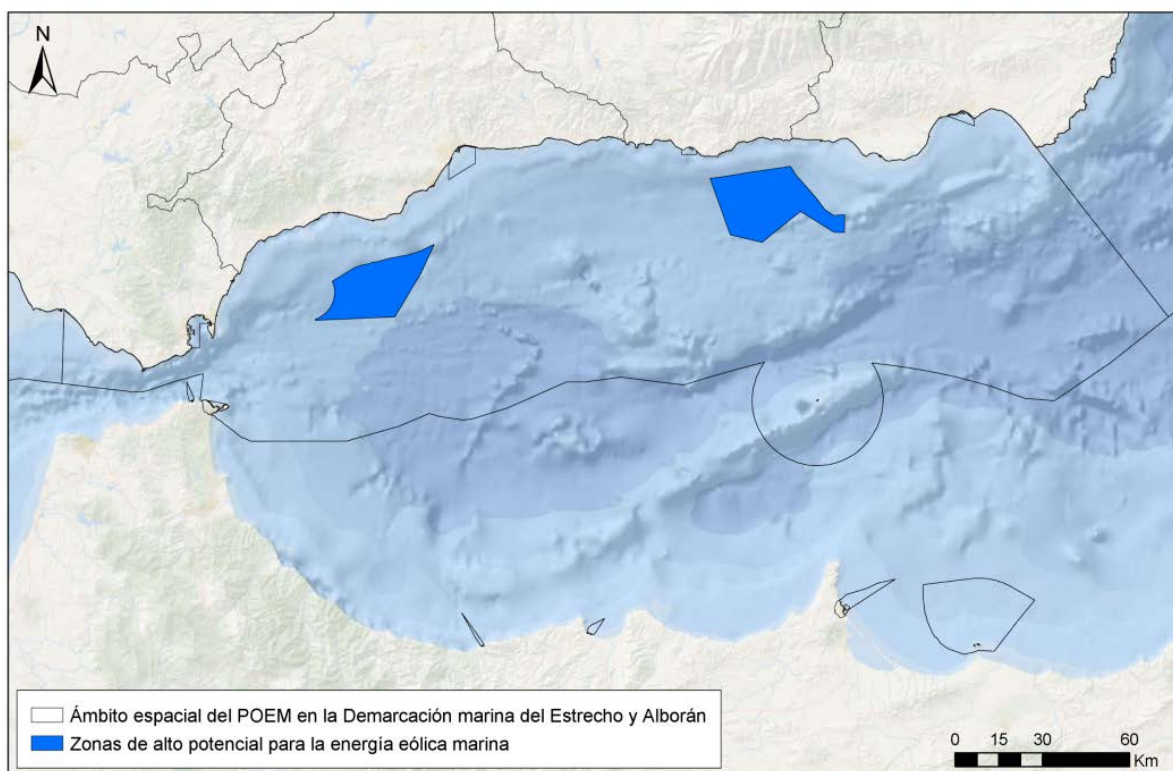 N
Ámbito espacial del POEM en la Demarcación marina del Estrecho y Alborán
Zonas de alto potencial para la energía eólica marina
0 15 30 60
Km